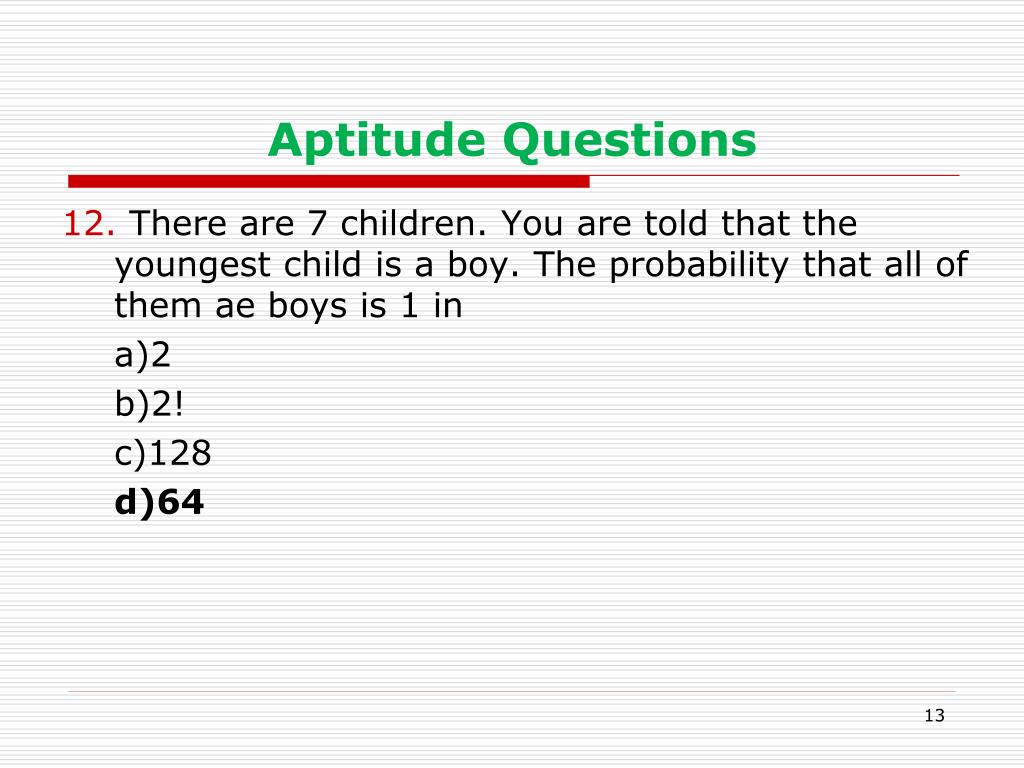 Aptitude Questions
12. There are 7 children. You are told that the
youngest child is a boy. The probability that all of
them ae boys is 1 in
a)2
b)2!
c)128
d)64
13